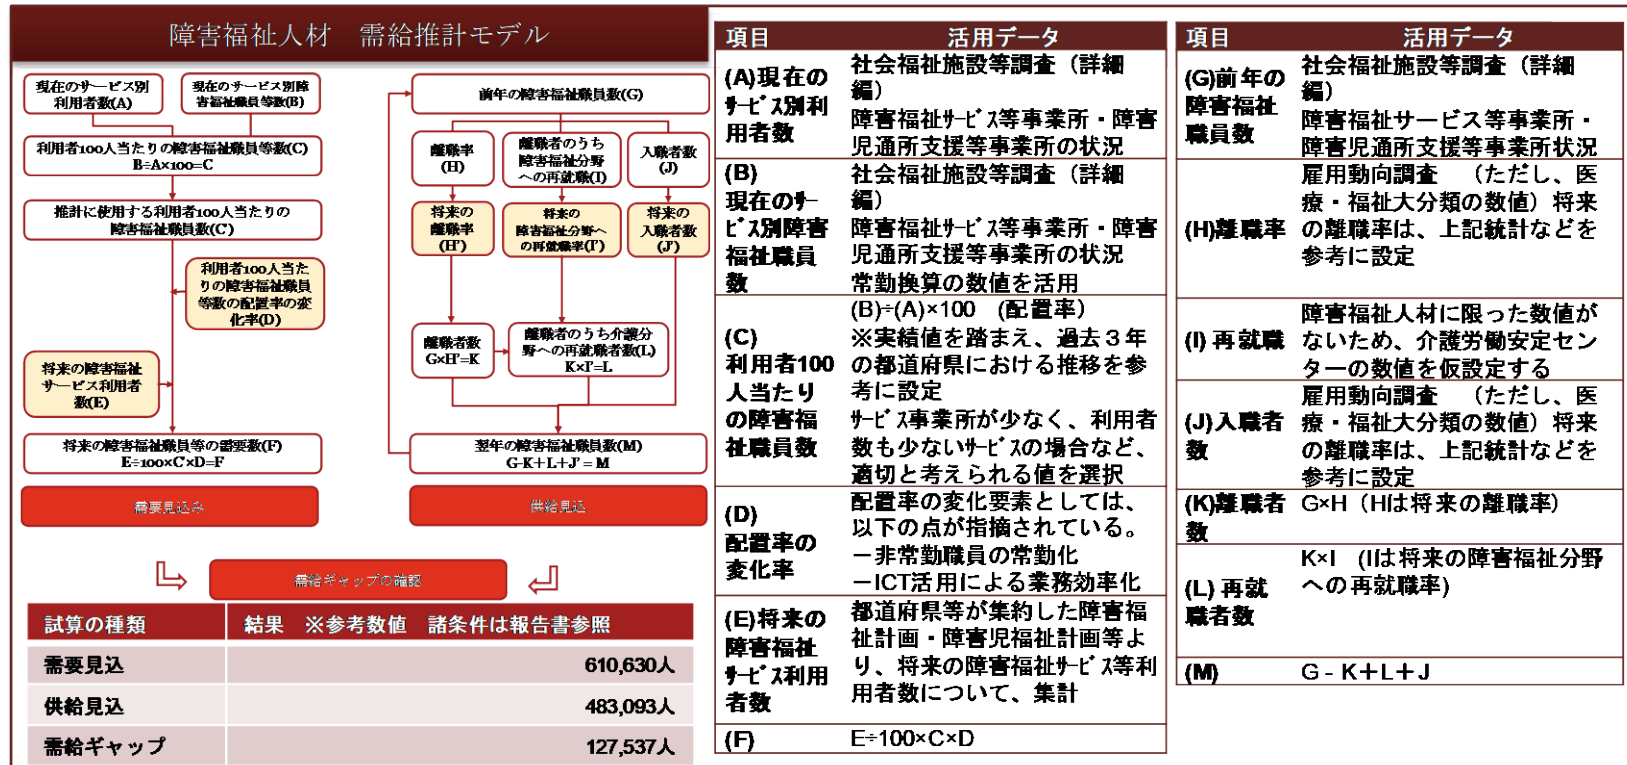 障害福祉人材　需給推計モデル
現在のサービス別
利用者数(A)
現在のサービス別障
害福祉職員等数(B)
利用者100人当たりの障害福祉職員等数(C)
B÷A×100=C
推計に使用する利用者100人当たりの
障害福祉職員数(C')
利用者100人当た
りの障害福祉職員
等数の配置率の変
化率(D)
将来の障害福祉
サービス利用者
数(E)
将来の障害福祉職員等の需要数(F)
E÷100×C'×D=F
需要見込み
前年の障害福祉職員数(G)
離職率
(H)
離職者のうち
障害福祉分野
への再就職(I)
入職者数
(J)
将来の
離職率
(H')
将来の
障害福祉分野へ
の再就職率(I')
将来の
入職者数
(J')
離職者数
G×H'=K
離職者のうち介護分
野への再就職者数(L)
K×I'=L
翌年の障害福祉職員数(M)
G-K+L+J' = M
供給見込
需給ギャップの確認
試算の種類　結果　※参考数値　諸条件は報告書参照
需要見込　610,630人
供給見込　483,093人
需給ギャップ　127,537人
項目　活用データ
(A)現在の
ｻｰﾋﾞｽ別利
用者数
社会福祉施設等調査（詳細
編）
障害福祉ｻｰﾋﾞｽ等事業所・障害
児通所支援等事業所の状況
(B)
現在のｻｰ
ﾋﾞｽ別障害
福祉職員
数
社会福祉施設等調査（詳細
編）
障害福祉ｻｰﾋﾞｽ等事業所・障害
児通所支援等事業所の状況
常勤換算の数値を活用
(C)
利用者100
人当たり
の障害福
祉職員数
(B)÷(A)×100　(配置率)
※実績値を踏まえ、過去３年
の都道府県における推移を参
考に設定
ｻｰﾋﾞｽ事業所が少なく、利用者
数も少ないｻｰﾋﾞｽの場合など、
適切と考えられる値を選択
(D)
配置率の
変化率
配置率の変化要素としては、
以下の点が指摘されている。
－非常勤職員の常勤化
－ICT活用による業務効率化
(E)将来の
障害福祉
ｻｰﾋﾞｽ利用
者数
都道府県等が集約した障害福
祉計画・障害児福祉計画等よ
り、将来の障害福祉ｻｰﾋﾞｽ等利
用者数について、集計
(F)　E÷100×C×D
項目　活用データ
(G)前年の
障害福祉
職員数
社会福祉施設等調査（詳細
編）
障害福祉サービス等事業所・
障害児通所支援等事業所状況
(H)離職率
雇用動向調査　（ただし、医
療・福祉大分類の数値）将来
の離職率は、上記統計などを
参考に設定
(I) 再就職
障害福祉人材に限った数値が
ないため、介護労働安定セン
ターの数値を仮設定する
(J)入職者
数
雇用動向調査　（ただし、医
療・福祉大分類の数値）将来
の離職率は、上記統計などを
参考に設定
(K)離職者
数
G×H（Hは将来の離職率）
(L) 再就
職者数
K×I　(Iは将来の障害福祉分野
への再就職率)
(M)　G - K＋L＋J